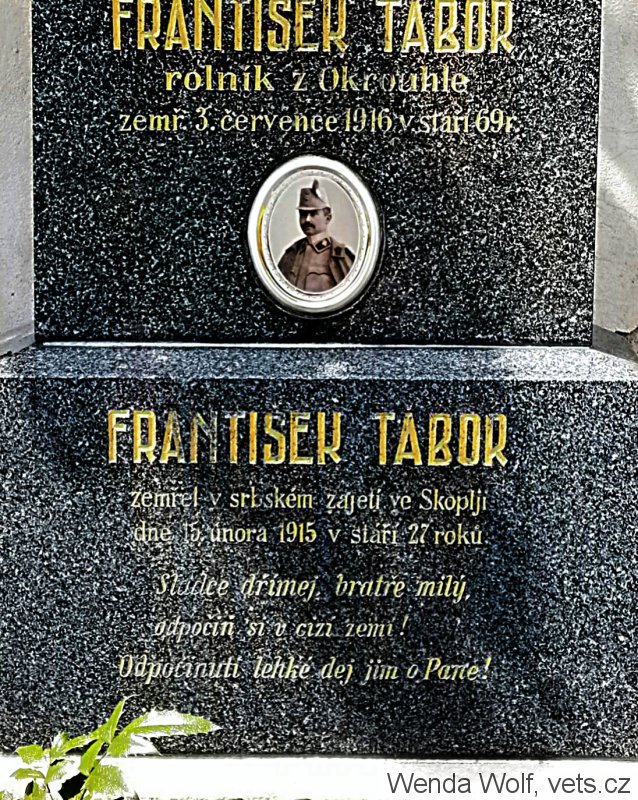 FRANTIŠEK TÁBOR
rolník z Okrouhle
zemř. 3. července 1916 v stáří 69 r.
FRANTIŠEK TÁBOR
zemřel v srbském zajetí ve Skoplji
dne 15. února 1915 v stáří 27 roků
Sladce dřímej, bratře milý,
odpočiň si v cizí zemi!
Odpočinutí lehké dej jim o Pane!
Wenda Wolf, vets.cz